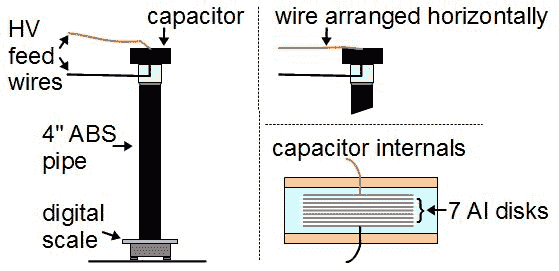 HV
feed
wires
capacitor
4" ABS
pipe
digital
scale
wire arranged horizontally
capacitor internals
7 Al disks